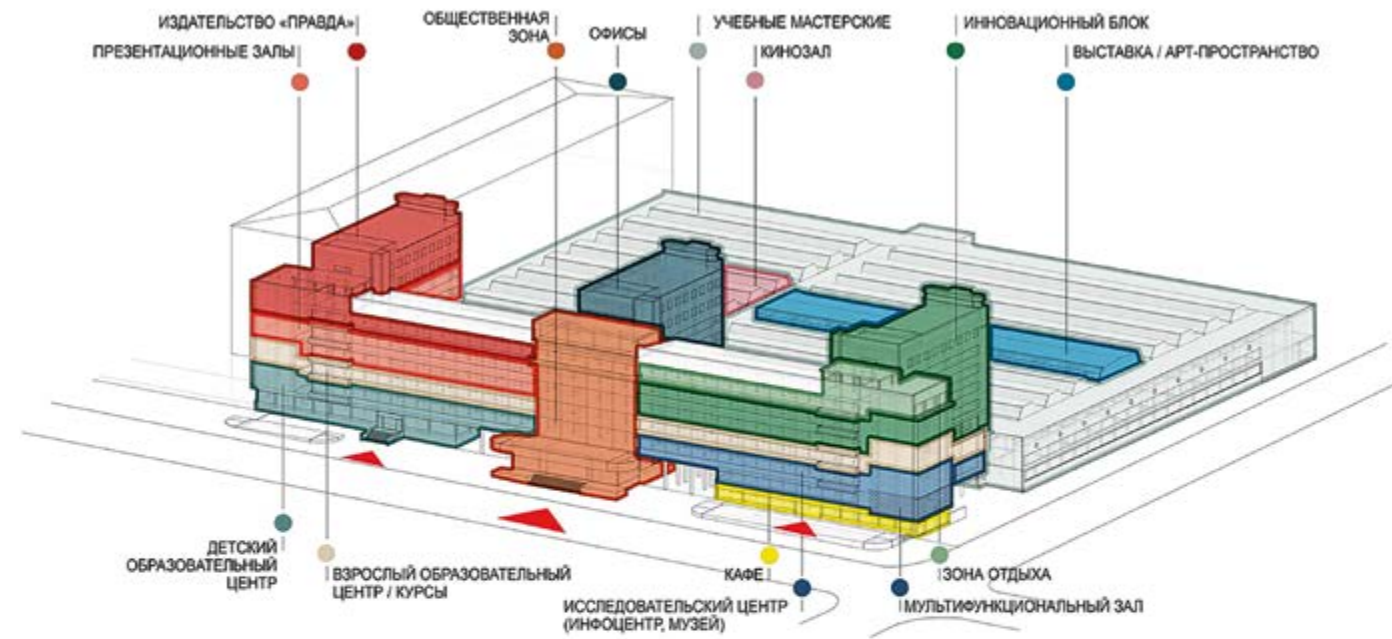 ИЗДАТЕЛЬСТВО «ПРАВДА»
ПРЕЗЕНТАЦИОННЫЕ ЗАЛЫ
ОБЩЕСТВЕННАЯ
ЗОНА
ОФИСЫ
УЧЕБНЫЕ МАСТЕРСКИЕ
КИНОЗАЛ
ИННОВАЦИОННЫЙ БЛОК
ВЫСТАВКА / АРТ-ПРОСТРАНСТВО
ДЕТСКИЙ
ОБРАЗОВАТЕЛЬНЫЙ
ЦЕНТР
ВЗРОСЛЫЙ ОБРАЗОВАТЕЛЬНЫЙ
ЦЕНТР / КУРСЫ
КАФЕ
ИССЛЕДОВАТЕЛЬСКИЙ ЦЕНТР
(ИНФОЦЕНТР, МУЗЕЙ)
ЗОНА ОТДЫХА
МУЛЬТИФУНКЦИОНАЛЬНЫЙ ЗАЛ